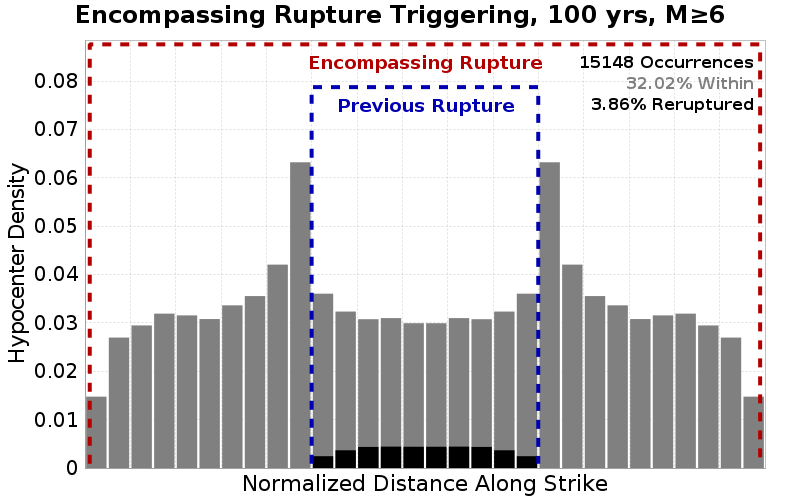 Encompassing Rupture Triggering, 100 yrs, M≥6
Encompassing Rupture
15148 Occurrences
32.02% Within
3.86% Reruptured
Previous Rupture
Hypocenter Density
0.08
0.07
0.06
0.05
0.04
0.03
0.02
0.01
0
Normalized Distance Along Strike